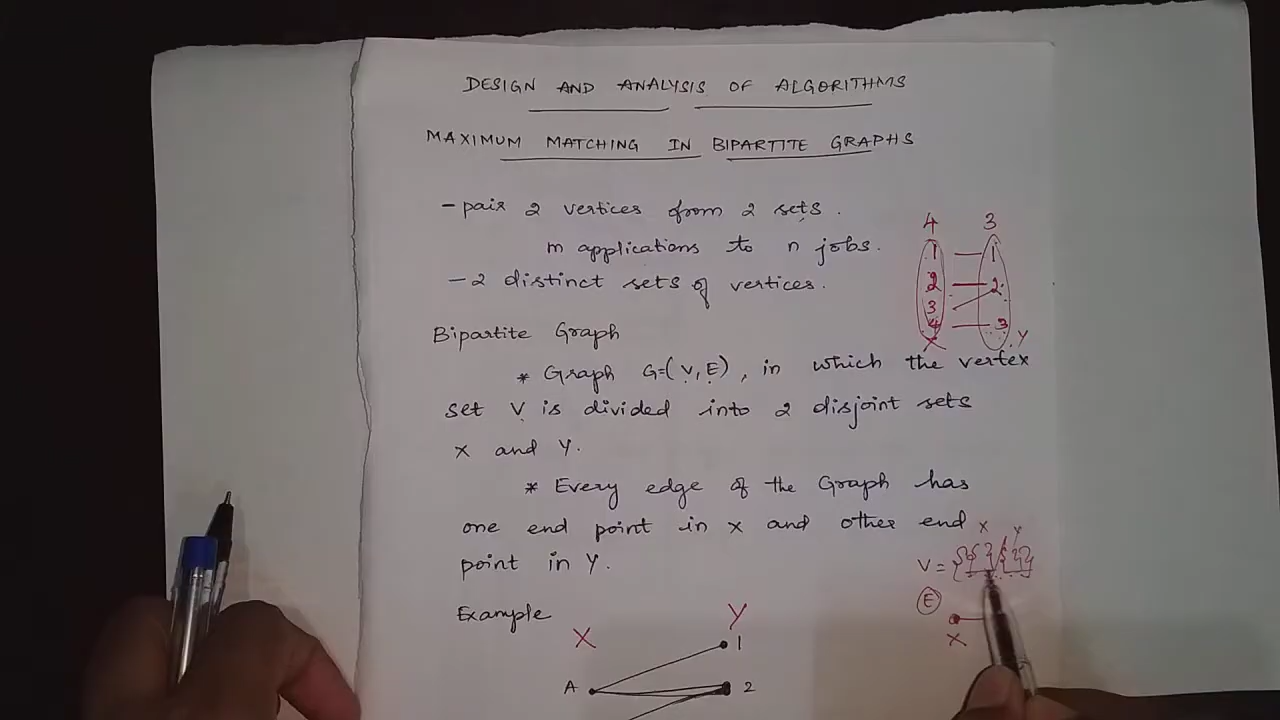 DESIGN AND ANALYSIS OF ALGORITHMS
MAXIMUM MATCHING IN BIPARTITE GRAPHS
- pair 2 vertices from 2 sets.
m applications to n jobs.
- 2 distinct sets of vertices.
4 3
1 1
2 2
3
4 3
X Y
Bipartite Graph
* Graph G=(V,E), in which the vertex
set V is divided into 2 disjoint sets
X and Y.
* Every edge of the Graph has
one end point in X and other end
point in Y.
X Y
V = {{ } { }}
E
X
Example
X Y
1
A 2